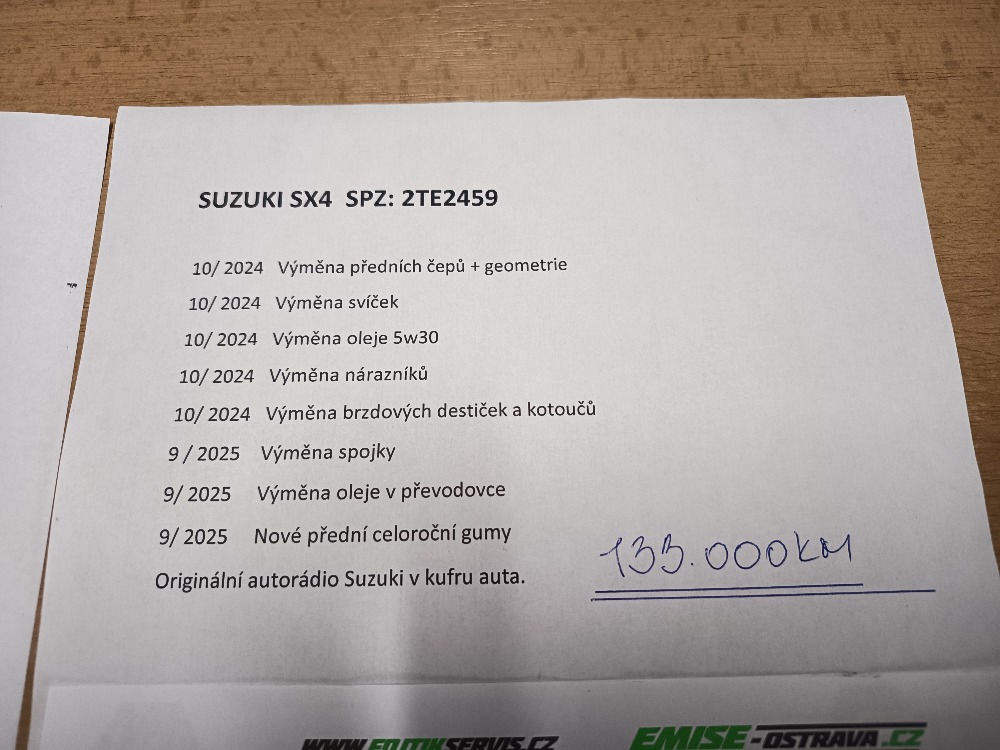 SUZUKI SX4 SPZ: 2TE2459
10/ 2024 Výměna předních čepů + geometrie
10/ 2024 Výměna svíček
10/ 2024 Výměna oleje 5w30
10/ 2024 Výměna nárazníků
10/ 2024 Výměna brzdových destiček a kotoučů
9 / 2025 Výměna spojky
9/ 2025 Výměna oleje v převodovce
9/ 2025 Nové přední celoroční gumy
133.000KM
Originální autorádio Suzuki v kufru auta.
EMISE-OSTRAVA.CZ